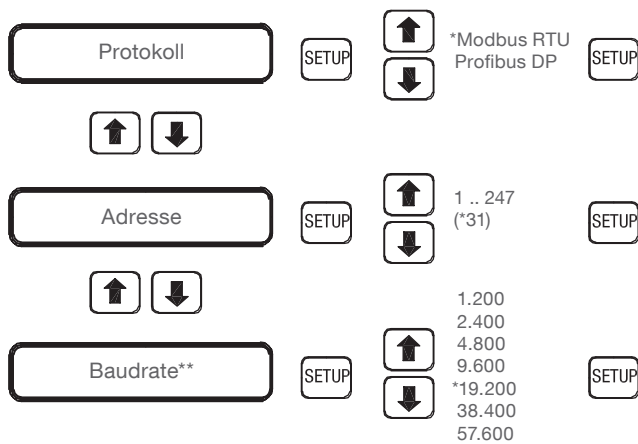 Protokoll
SETUP
*Modbus RTU
Profibus DP
SETUP
Adresse
SETUP
1 .. 247
(*31)
SETUP
Baudrate**
SETUP
1.200
2.400
4.800
9.600
*19.200
38.400
57.600
SETUP